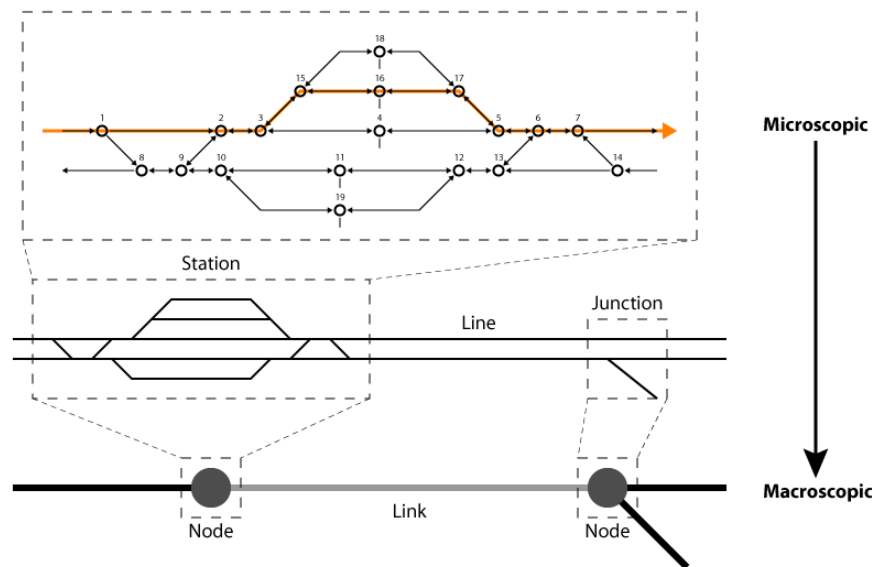 18
15 16 17
1 2 3 4 5 6 7
Microscopic
8 9 10 11 12 13 14
19
Station
Junction
Line
Macroscopic
Link
Node
Node